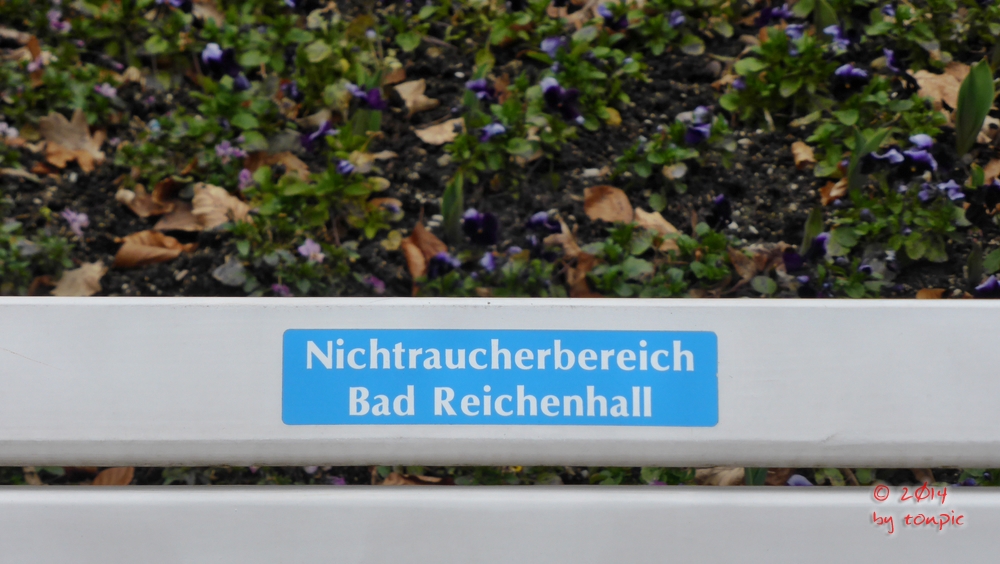 Nichtraucherbereich
Bad Reichenhall
© 2014
by tonpic